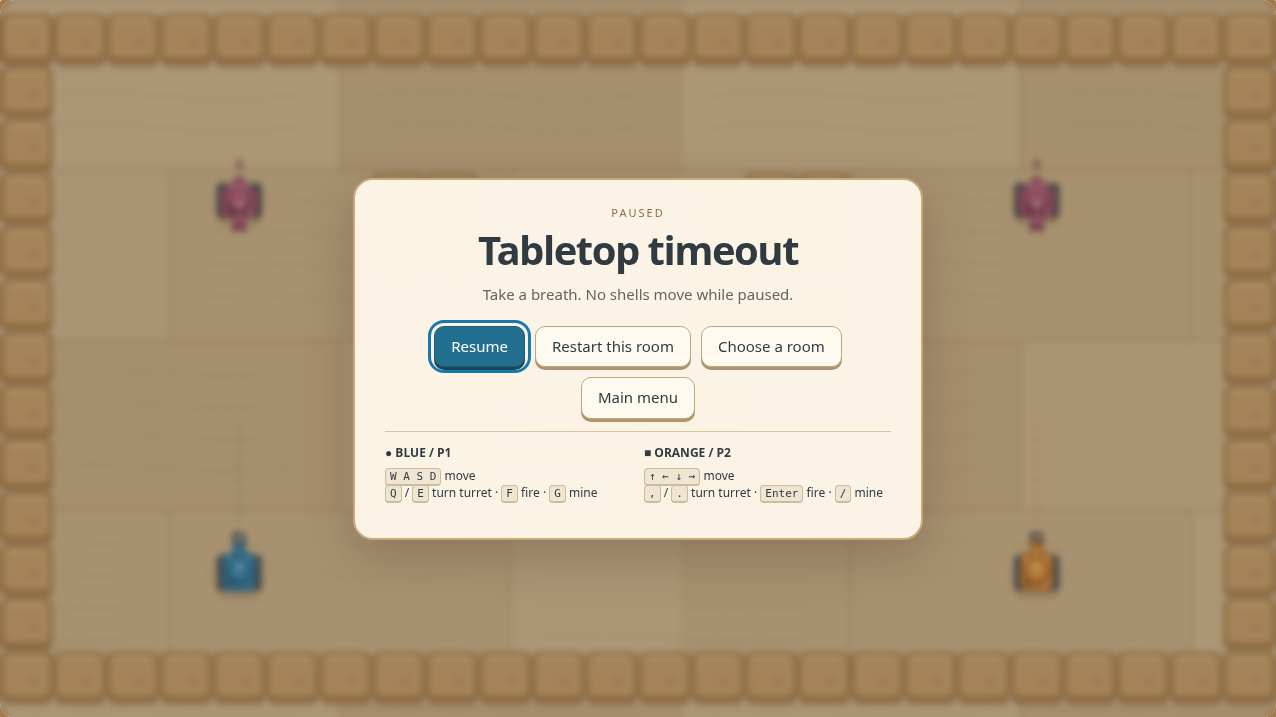 PAUSED
Tabletop timeout
Take a breath. No shells move while paused.
Resume
Restart this room
Choose a room
Main menu
● BLUE / P1
W A S D move
Q / E turn turret · F fire · G mine
■ ORANGE / P2
↑ ← ↓ → move
, / . turn turret · Enter fire · / mine